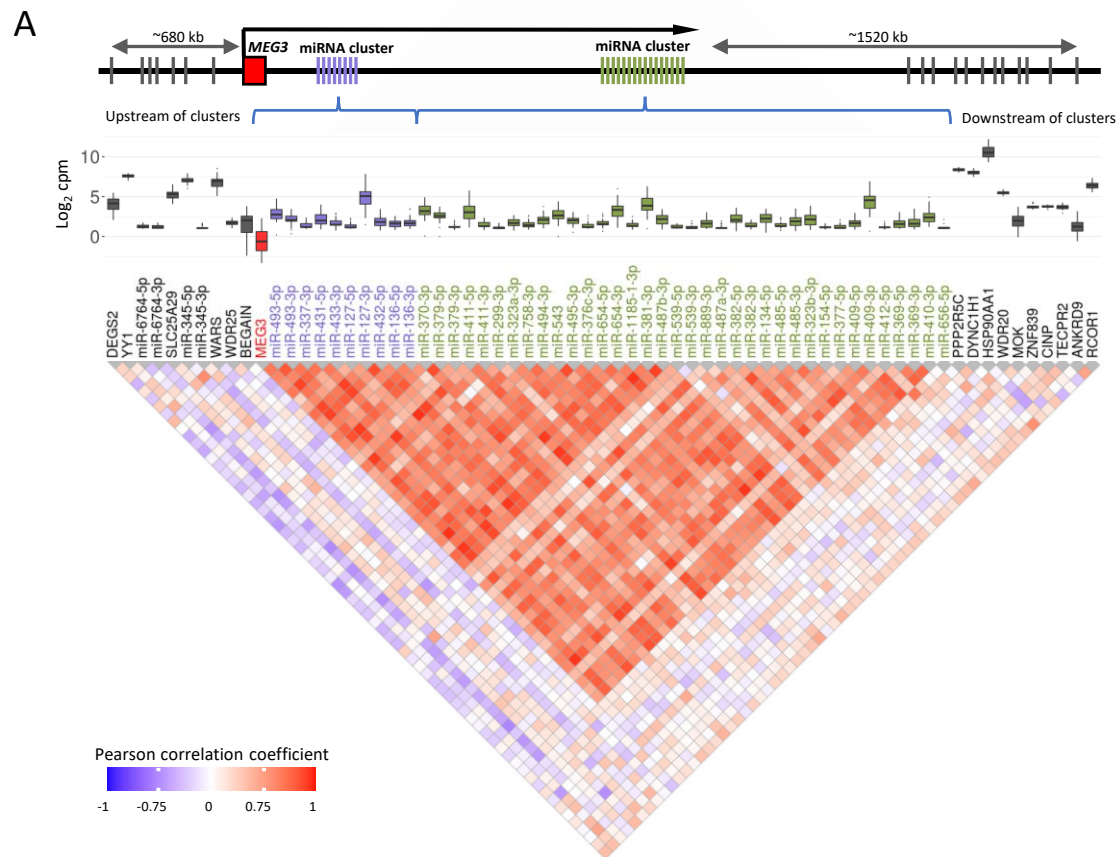 A
~680 kb
MEG3
miRNA cluster
miRNA cluster
~1520 kb
Upstream of clusters
Downstream of clusters
Log2 cpm
10
5
0
DEGS2
YY1
miR-6764-5p
miR-6764-3p
SLC25A29
miR-345-5p
miR-345-3p
WARS
WDR25
BEGAIN
MEG3
miR-493-5p
miR-493-3p
miR-337-3p
miR-431-5p
miR-433-3p
miR-127-5p
miR-127-3p
miR-432-5p
miR-136-5p
miR-136-3p
miR-370-3p
miR-379-5p
miR-379-3p
miR-411-5p
miR-411-3p
miR-299-3p
miR-323a-3p
miR-758-3p
miR-494-3p
miR-543
miR-495-3p
miR-376c-3p
miR-654-5p
miR-654-3p
miR-1185-1-3p
miR-381-3p
miR-487b-3p
miR-539-5p
miR-539-3p
miR-889-3p
miR-487a-3p
miR-382-5p
miR-382-3p
miR-134-5p
miR-485-5p
miR-485-3p
miR-323b-3p
miR-154-5p
miR-377-5p
miR-409-5p
miR-409-3p
miR-412-5p
miR-369-5p
miR-369-3p
miR-410-3p
miR-656-5p
PPP2R5C
DYNC1H1
HSP90AA1
WDR20
MOK
ZNF839
CINP
TECPR2
ANKRD9
RCOR1
Pearson correlation coefficient
-1
-0.75
0
0.75
1